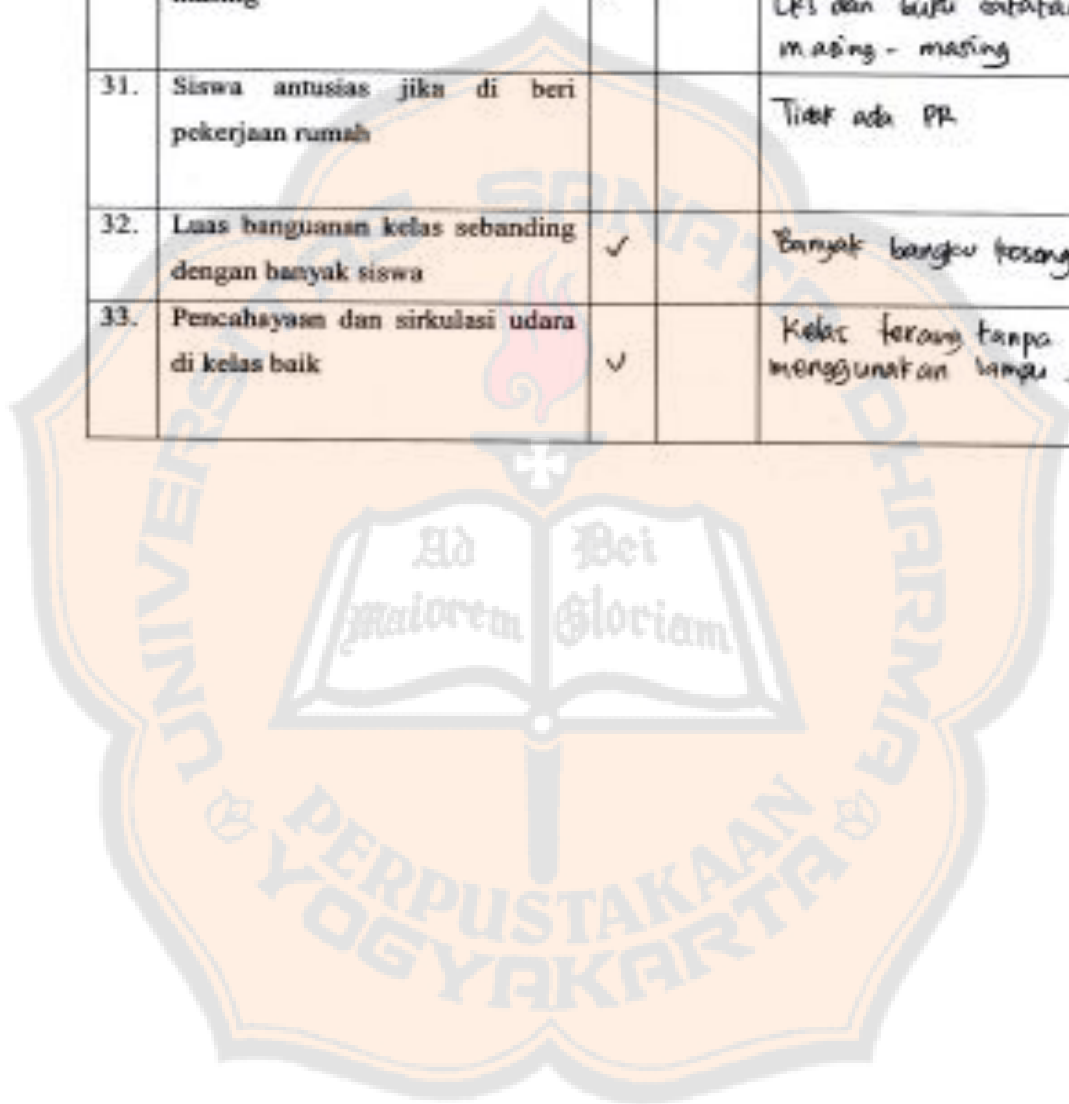 masing
LKS dan buku catatan
masing - masing
31. Siswa antusias jika di beri
pekerjaan rumah
Tidak ada PR
32. Luas banguanan kelas sebanding
dengan banyak siswa
✓
Banyak bangku kosong
33. Pencahayaan dan sirkulasi udara
di kelas baik
✓
Kelas terang tanpa
menggunakan lampu.
UNIVERSITAS SANATA DHARMA
Ad Maiorem
Dei Gloriam
PERPUSTAKAAN
YOGYAKARTA